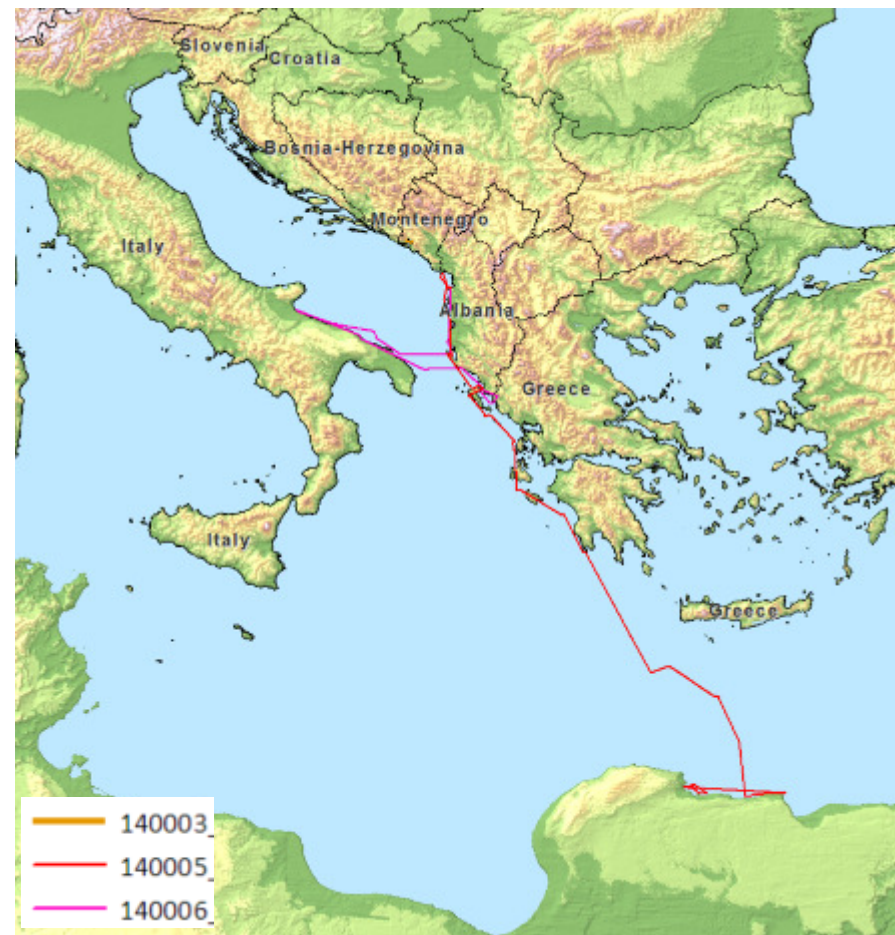 Slovenia
Croatia
Bosnia-Herzegovina
Montenegro
Italy
Albania
Greece
Italy
Greece
140003_
140005_
140006_